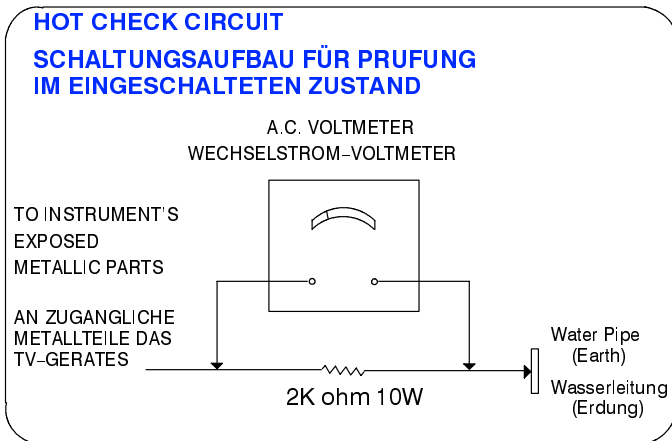 HOT CHECK CIRCUIT
SCHALTUNGSAUFBAU FÜR PRUFUNG
IM EINGESCHALTETEN ZUSTAND
A.C. VOLTMETER
WECHSELSTROM–VOLTMETER
TO INSTRUMENT'S
EXPOSED
METALLIC PARTS
AN ZUGANGLICHE
METALLTEILE DAS
TV–GERATES
2K ohm 10W
Water Pipe
(Earth)
Wasserleitung
(Erdung)